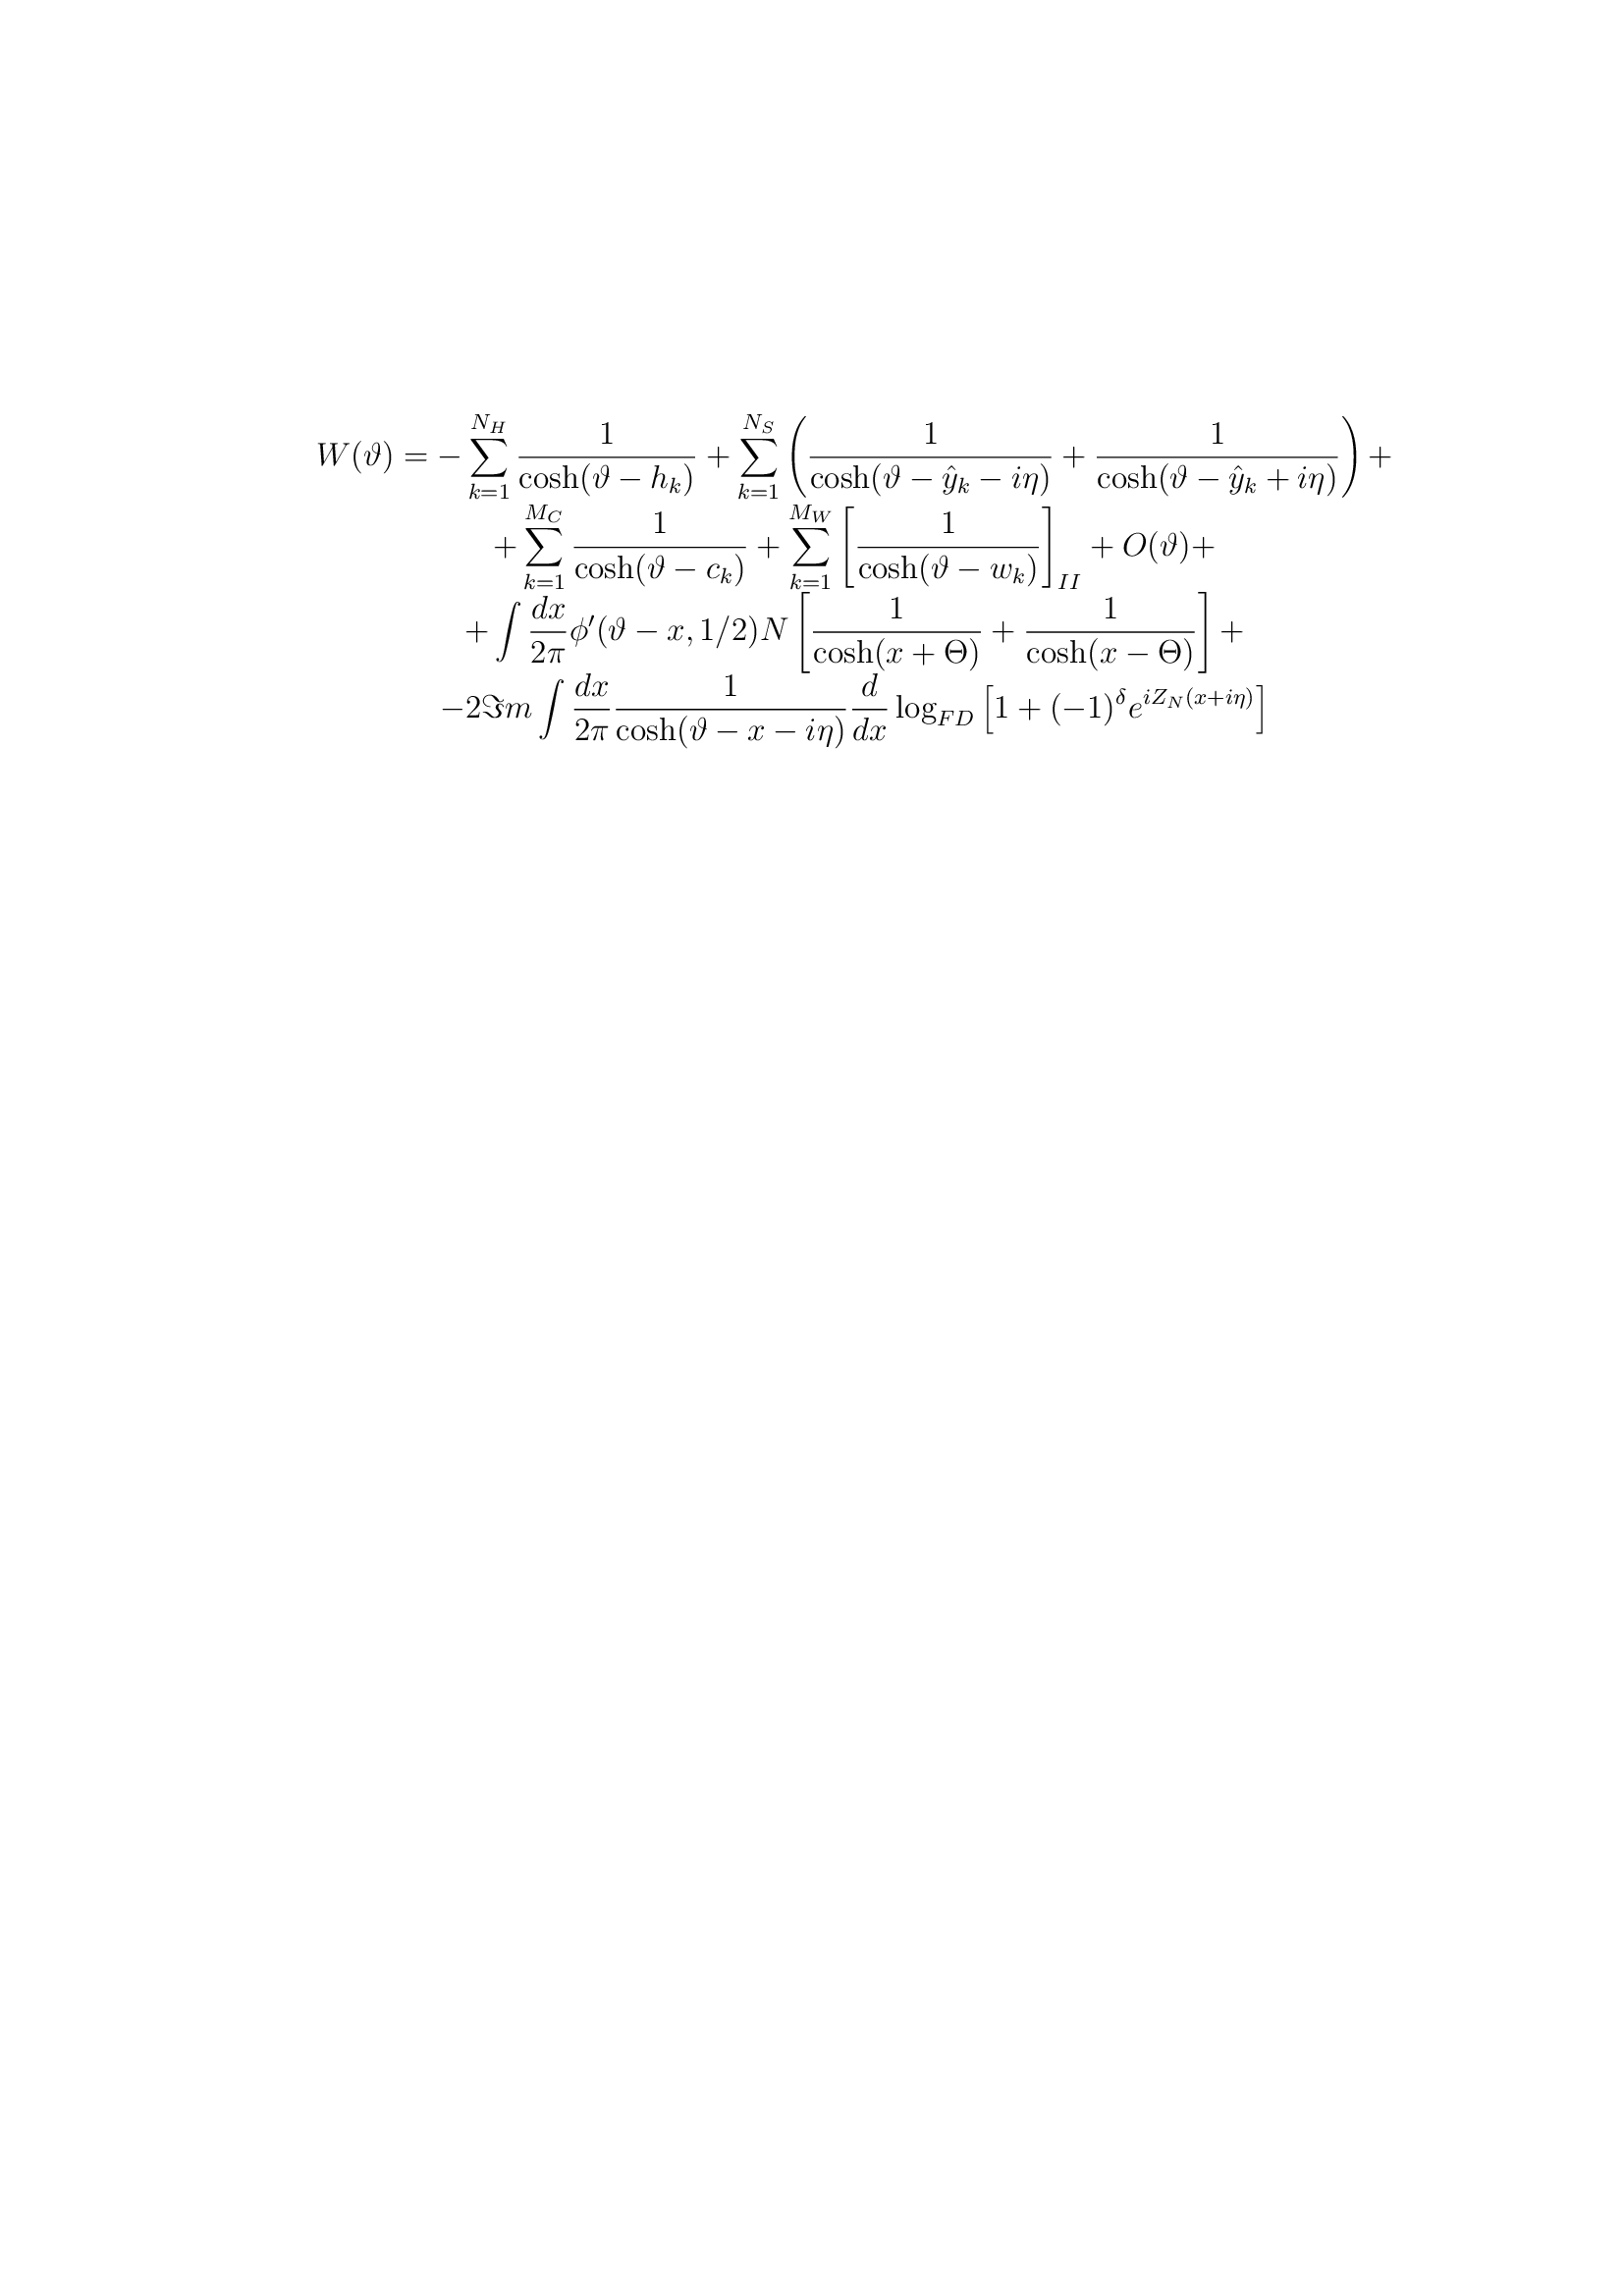 $W(\vartheta) = -\sum_{k=1}^{N_H} \frac{1}{\cosh(\vartheta - h_k)} + \sum_{k=1}^{N_S} \left( \frac{1}{\cosh(\vartheta - \hat{y}_k - i\eta)} + \frac{1}{\cosh(\vartheta - \hat{y}_k + i\eta)} \right) +$
$+ \sum_{k=1}^{M_C} \frac{1}{\cosh(\vartheta - c_k)} + \sum_{k=1}^{M_W} \left[ \frac{1}{\cosh(\vartheta - w_k)} \right]_{II} + O(\vartheta) +$
$+ \int \frac{dx}{2\pi} \phi'(\vartheta - x, 1/2) N \left[ \frac{1}{\cosh(x + \Theta)} + \frac{1}{\cosh(x - \Theta)} \right] +$
$-2\Im m \int \frac{dx}{2\pi} \frac{1}{\cosh(\vartheta - x - i\eta)} \frac{d}{dx} \log_{FD} \left[ 1 + (-1)^\delta e^{iZ_N(x + i\eta)} \right]$